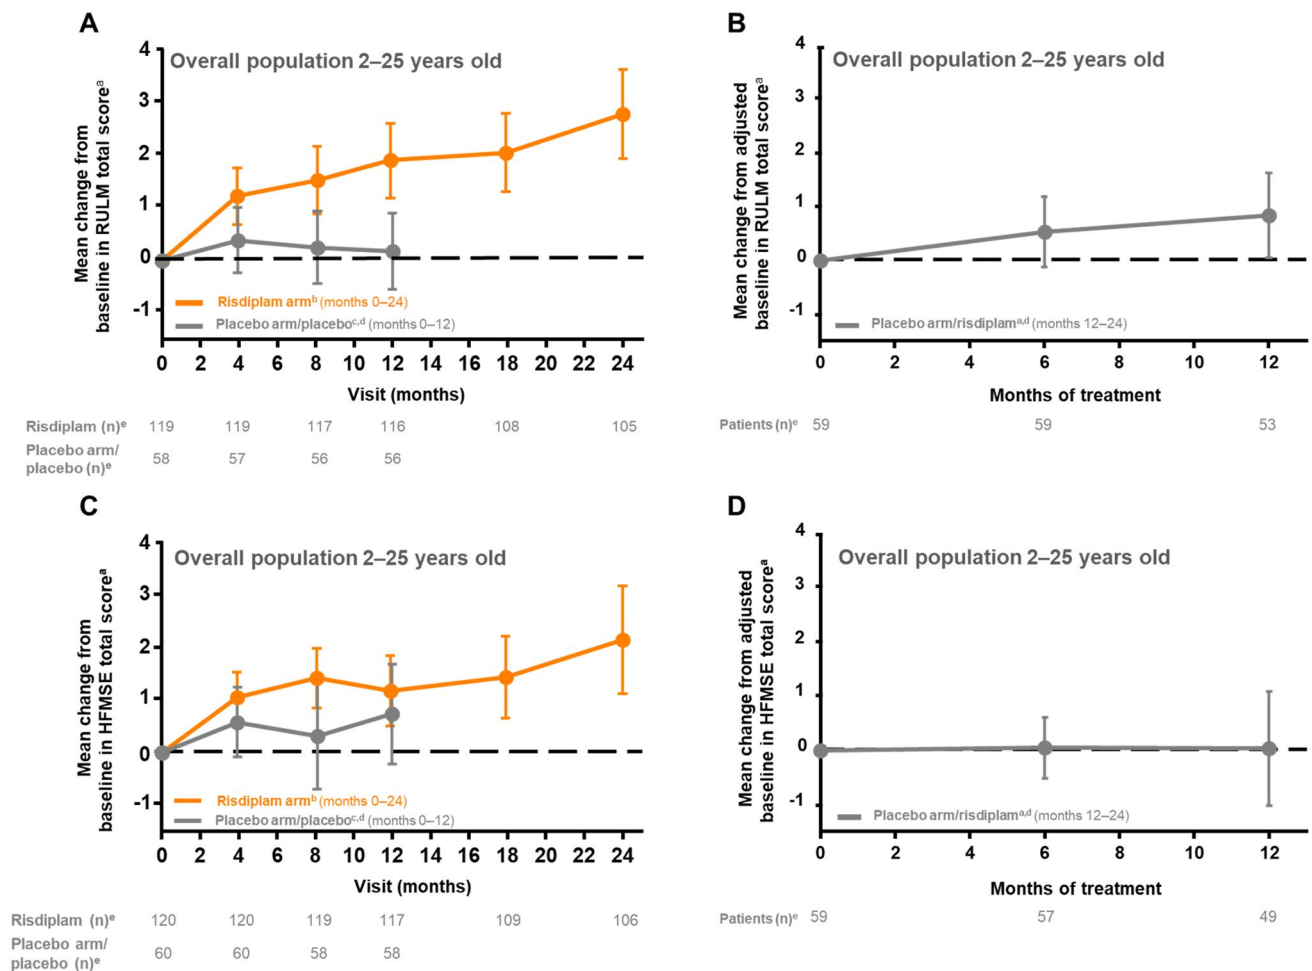 A
Overall population 2–25 years old
Mean change from
baseline in RULM total scoreᵃ
4
3
2
1
0
-1
Risdiplam armᵇ (months 0–24)
Placebo arm/placeboᶜ,ᵈ (months 0–12)
0 2 4 6 8 10 12 14 16 18 20 22 24
Visit (months)
Risdiplam (n)ᵉ 119 119 117 116 108 105
Placebo arm/
placebo (n)ᵉ 58 57 56 56
B
Overall population 2–25 years old
Mean change from adjusted
baseline in RULM total scoreᵃ
4
3
2
1
0
-1
Placebo arm/risdiplamᵃ,ᵈ (months 12–24)
0 2 4 6 8 10 12
Months of treatment
Patients (n)ᵉ 59 59 53
C
Overall population 2–25 years old
Mean change from
baseline in HFMSE total scoreᵃ
4
3
2
1
0
-1
Risdiplam armᵇ (months 0–24)
Placebo arm/placeboᶜ,ᵈ (months 0–12)
0 2 4 6 8 10 12 14 16 18 20 22 24
Visit (months)
Risdiplam (n)ᵉ 120 120 119 117 109 106
Placebo arm/
placebo (n)ᵉ 60 60 58 58
D
Overall population 2–25 years old
Mean change from adjusted
baseline in HFMSE total scoreᵃ
4
3
2
1
0
-1
Placebo arm/risdiplamᵃ,ᵈ (months 12–24)
0 2 4 6 8 10 12
Months of treatment
Patients (n)ᵉ 59 57 49